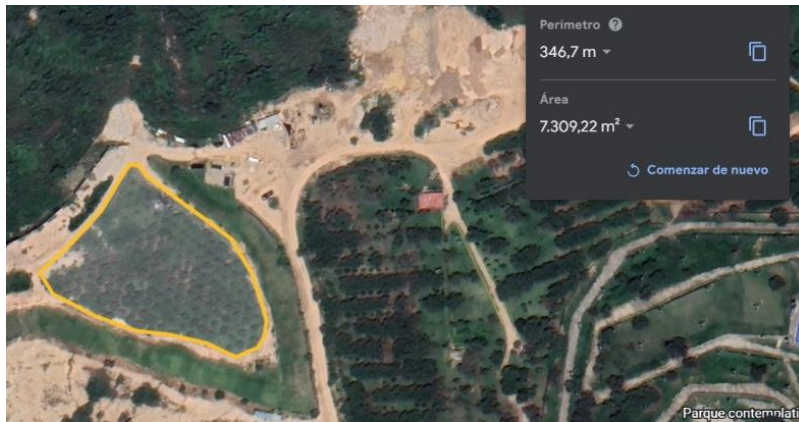 Perímetro
346,7 m
Área
7.309,22 m²
Comenzar de nuevo
Parque contemplati